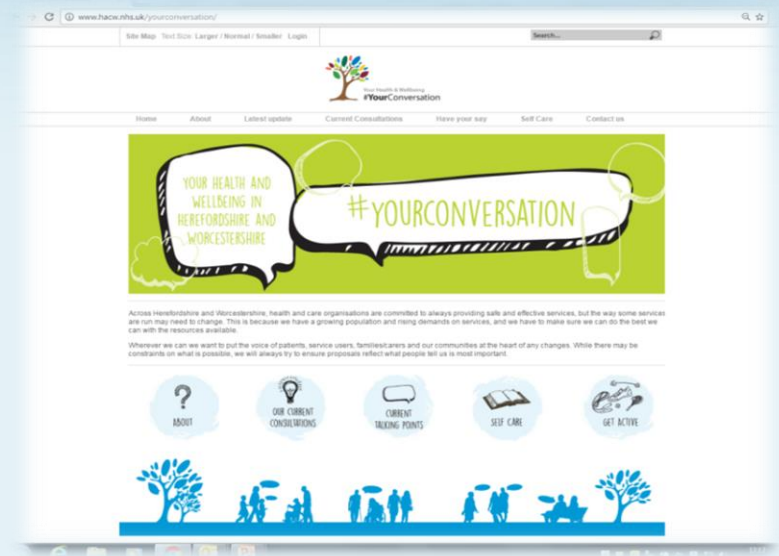 www.hacw.nhs.uk/yourconversation/
Site Map Text Size: Larger / Normal / Smaller Login
Search...
Your Health & Wellbeing
#YourConversation
Home About Latest update Current Consultations Have your say Self Care Contact us
YOUR HEALTH AND
WELLBEING IN
HEREFORDSHIRE AND
WORCESTERSHIRE
#YOURCONVERSATION
Across Herefordshire and Worcestershire, health and care organisations are committed to always providing safe and effective services, but the way some services
are run may need to change. This is because we have a growing population and rising demands on services, and we have to make sure we can do the best we
can with the resources available.
Wherever we can we want to put the voice of patients, service users, families/carers and our communities at the heart of any changes. While there may be
constraints on what is possible, we will always try to ensure proposals reflect what people tell us is most important.
?
ABOUT
OUR CURRENT
CONSULTATIONS
CURRENT
TALKING POINTS
SELF CARE
GET ACTIVE